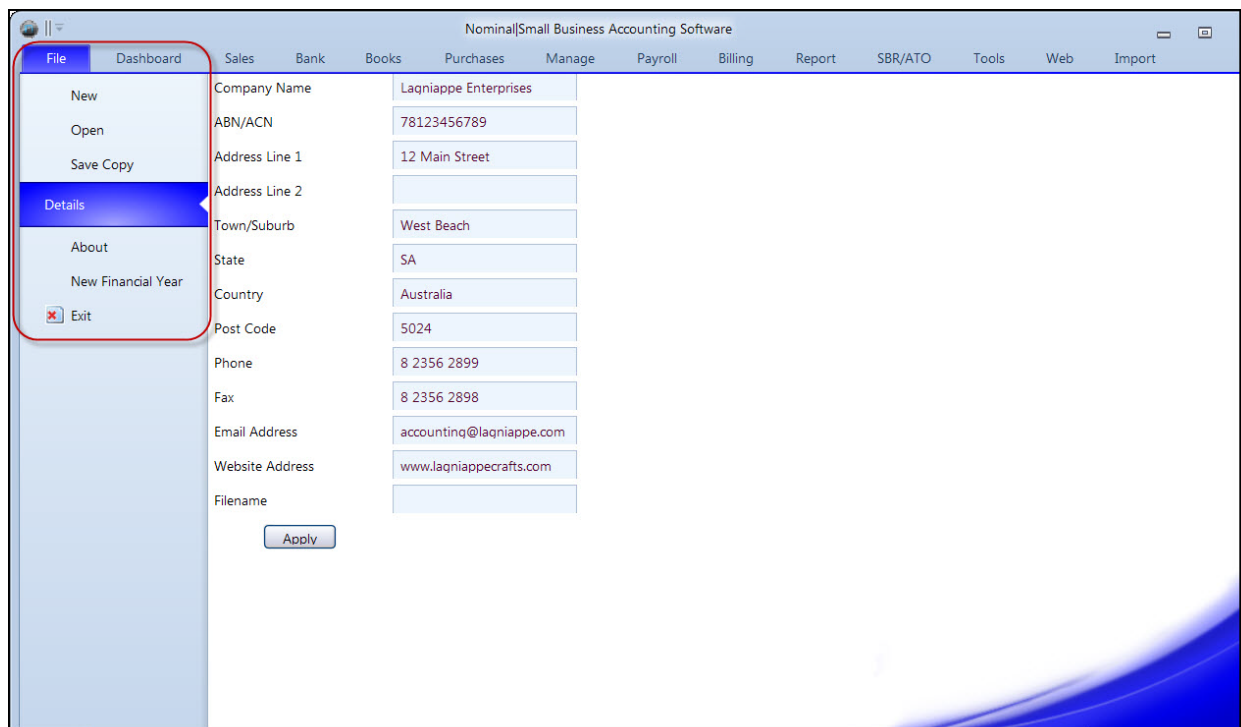 Nominal|Small Business Accounting Software
File Dashboard Sales Bank Books Purchases Manage Payroll Billing Report SBR/ATO Tools Web Import
New
Open
Save Copy
Details
About
New Financial Year
Exit
Company Name Lagniappe Enterprises
ABN/ACN 78123456789
Address Line 1 12 Main Street
Address Line 2
Town/Suburb West Beach
State SA
Country Australia
Post Code 5024
Phone 8 2356 2899
Fax 8 2356 2898
Email Address accounting@lagniappe.com
Website Address www.lagniappecrafts.com
Filename
Apply